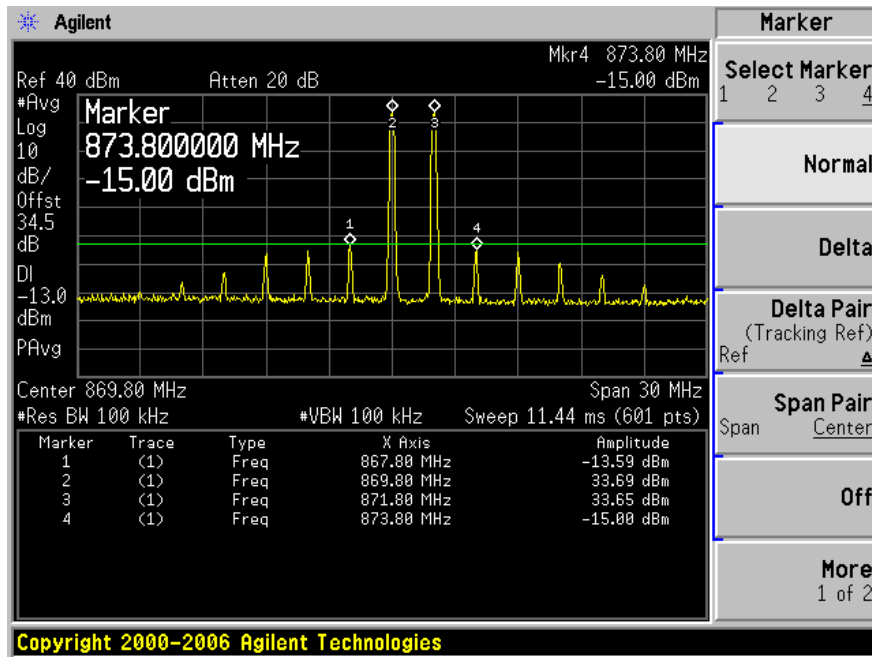 Agilent
Marker
Mkr4 873.80 MHz
Ref 40 dBm Atten 20 dB -15.00 dBm
#Avg
Log
10
dB/
Offst
34.5
dB
DI
-13.0
dBm
PAvg
Marker
873.800000 MHz
-15.00 dBm
1
2
3
4
Center 869.80 MHz Span 30 MHz
#Res BW 100 kHz #VBW 100 kHz Sweep 11.44 ms (601 pts)
Marker Trace Type X Axis Amplitude
1 (1) Freq 867.80 MHz -13.59 dBm
2 (1) Freq 869.80 MHz 33.69 dBm
3 (1) Freq 871.80 MHz 33.65 dBm
4 (1) Freq 873.80 MHz -15.00 dBm
Select Marker
1 2 3 4
Normal
Delta
Delta Pair
(Tracking Ref)
Ref Δ
Span Pair
Span Center
Off
More
1 of 2
Copyright 2000-2006 Agilent Technologies